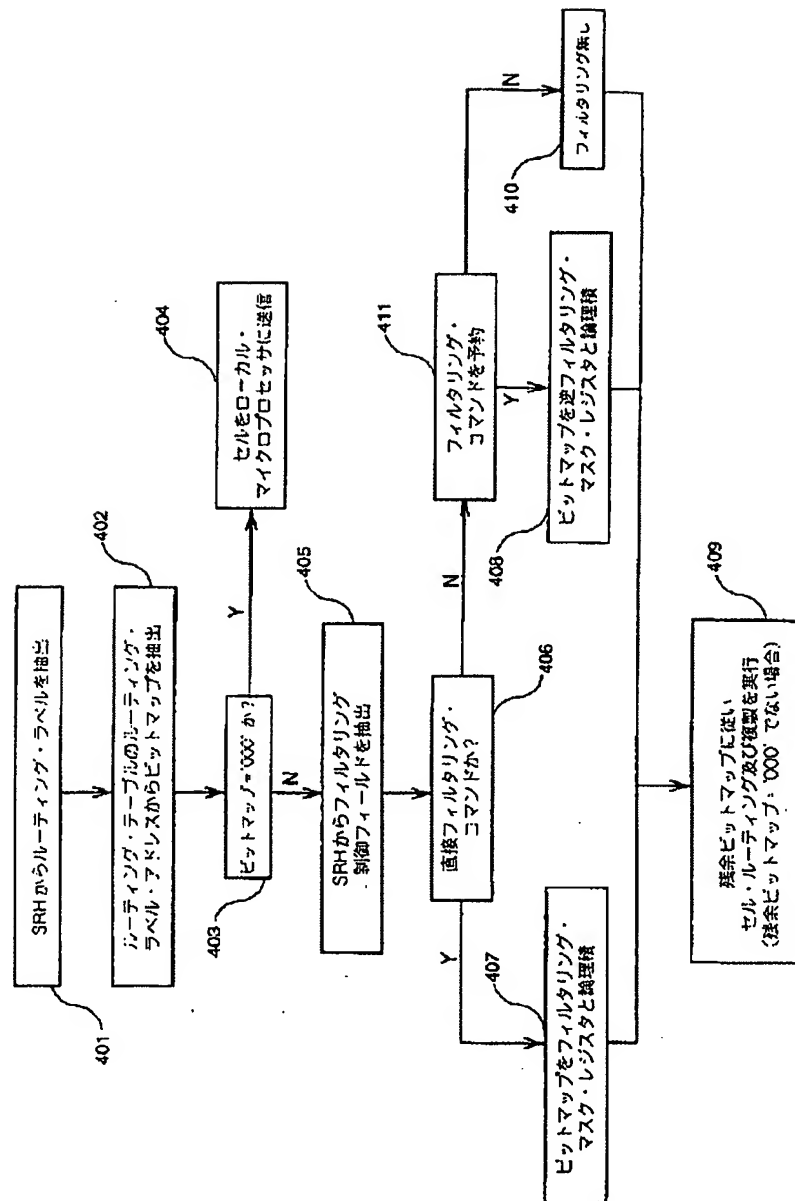 401
SRHからルーティング・ラベルを抽出
402
ルーティング・テーブルのルーティング・
ラベル・アドレスからビットマップを抽出
403
ビットマップ='000'か?
Y
404
セルをローカル・
マイクロプロセッサに送信
N
405
SRHからフィルタリング
制御フィールドを抽出
406
直接フィルタリング・
コマンドか?
Y
407
ビットマップをフィルタリング・
マスク・レジスタと論理積
N
411
フィルタリング・
コマンドを予約
Y
408
ビットマップを逆フィルタリング・
マスク・レジスタと論理積
N
410
フィルタリング無し
409
残余ビットマップに従い
セル・ルーティング及び複製を実行
(残余ビットマップ='000'でない場合)